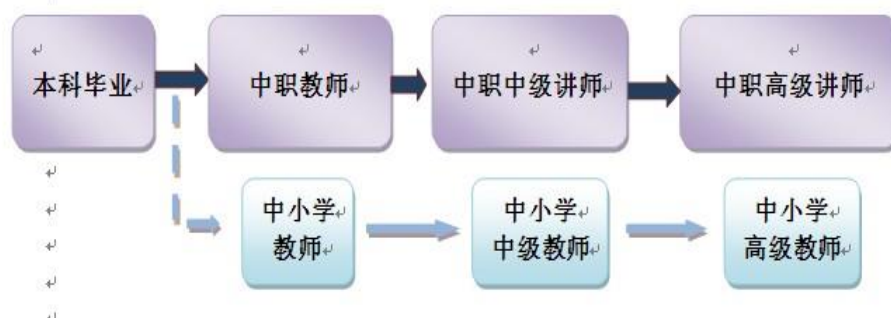 本科毕业
中职教师
中职中级讲师
中职高级讲师
中小学
教师
中小学
中级教师
中小学
高级教师